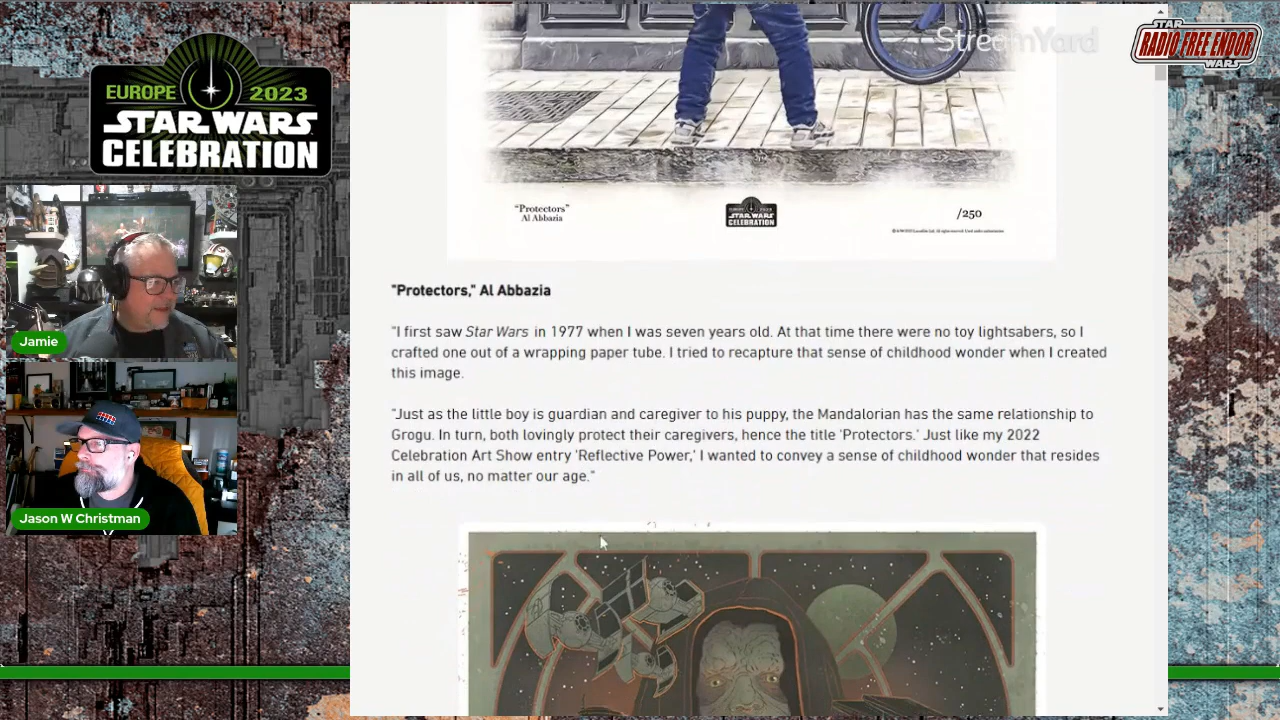 StreamYard
STAR
RADIO FREE ENDOR
WARS
EUROPE 2023
STAR WARS
CELEBRATION
"Protectors"
Al Abbazia
EUROPE 2023
STAR WARS
CELEBRATION
/250
"Protectors," Al Abbazia
"I first saw Star Wars in 1977 when I was seven years old. At that time there were no toy lightsabers, so I
crafted one out of a wrapping paper tube. I tried to recapture that sense of childhood wonder when I created
this image.
"Just as the little boy is guardian and caregiver to his puppy, the Mandalorian has the same relationship to
Grogu. In turn, both lovingly protect their caregivers, hence the title 'Protectors.' Just like my 2022
Celebration Art Show entry 'Reflective Power,' I wanted to convey a sense of childhood wonder that resides
in all of us, no matter our age."
Jamie
Jason W Christman